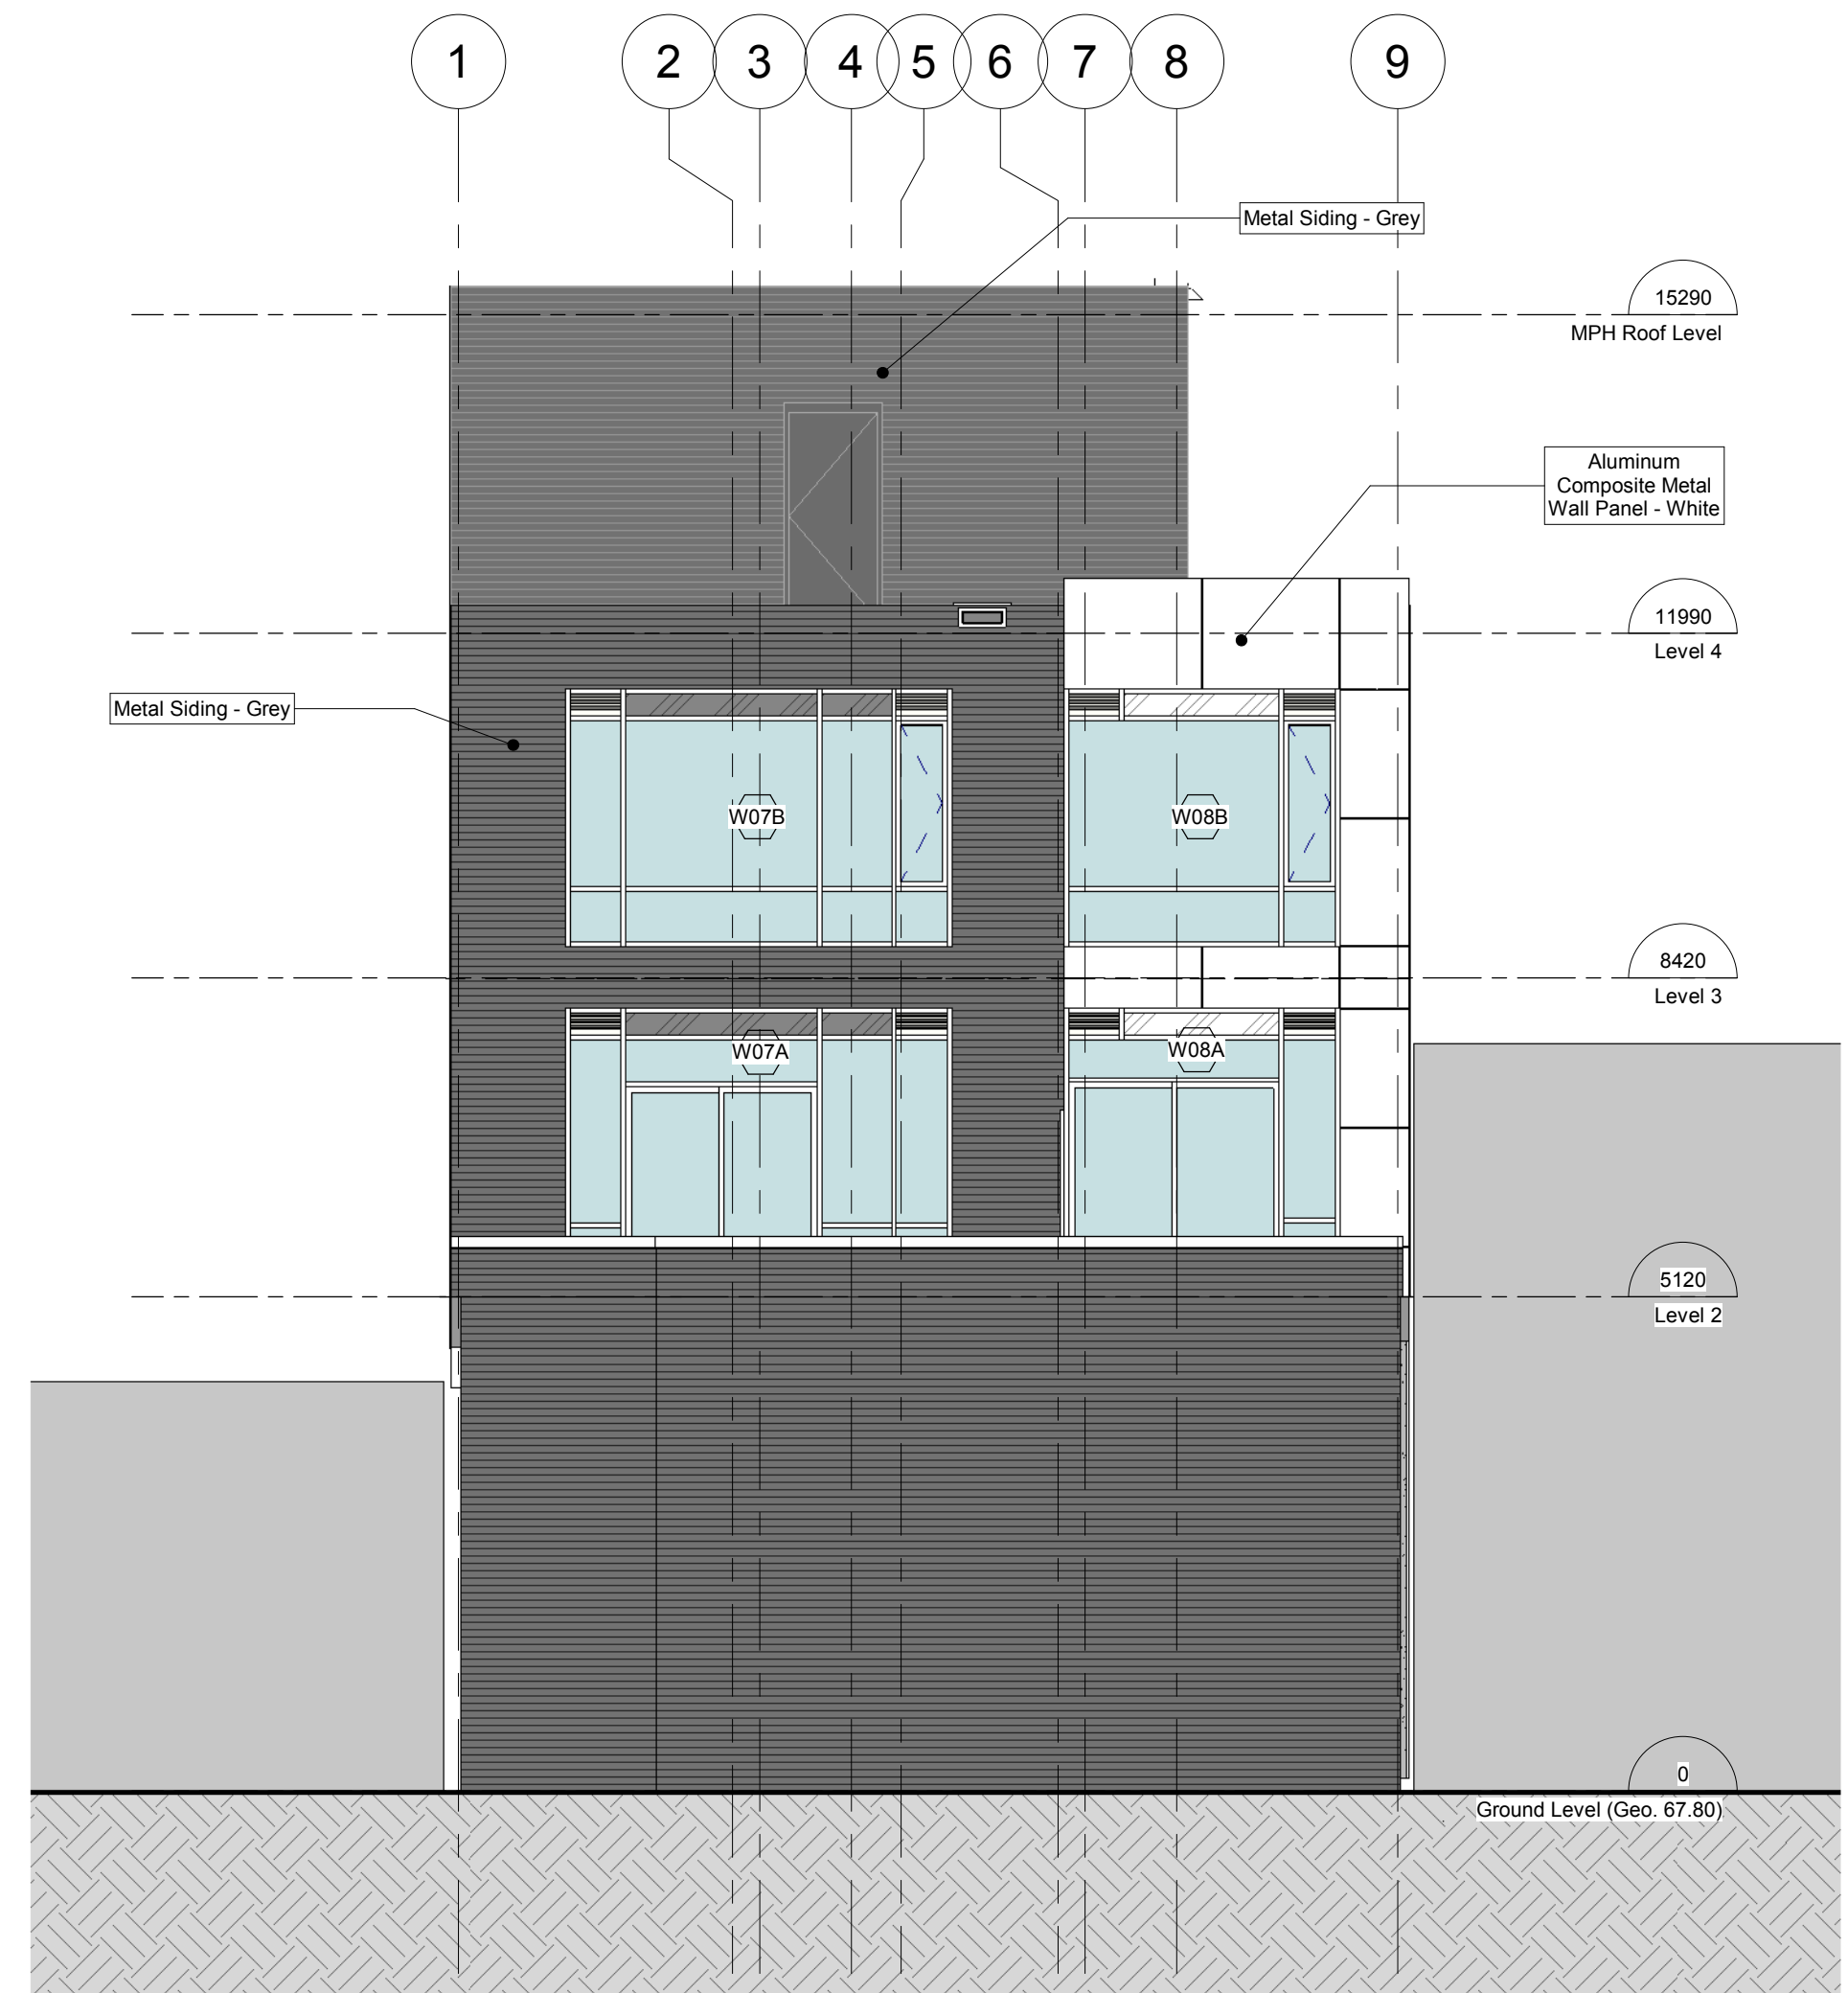 1 2 3 4 5 6 7 8 9
Metal Siding - Grey
15290
MPH Roof Level
Aluminum
Composite Metal
Wall Panel - White
11990
Level 4
Metal Siding - Grey
W07B
W08B
8420
Level 3
W07A
W08A
5120
Level 2
0
Ground Level (Geo. 67.80)